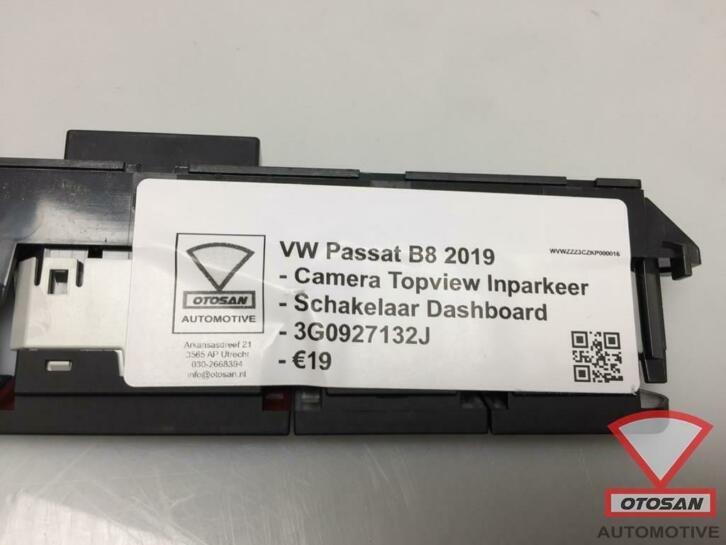 OTOSAN
AUTOMOTIVE
Arkansasdreef 21
3565 AP Utrecht
030-2668394
info@otosan.nl
VW Passat B8 2019
- Camera Topview Inparkeer
- Schakelaar Dashboard
- 3G0927132J
- €19
WVWZZZ3CZKP000016
OTOSAN
AUTOMOTIVE